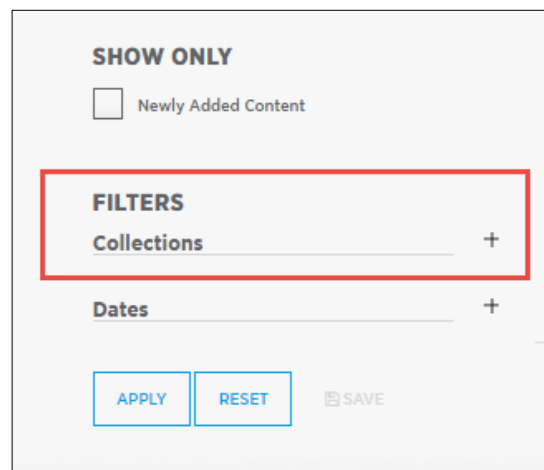 SHOW ONLY
Newly Added Content
FILTERS
Collections +
Dates +
APPLY RESET SAVE